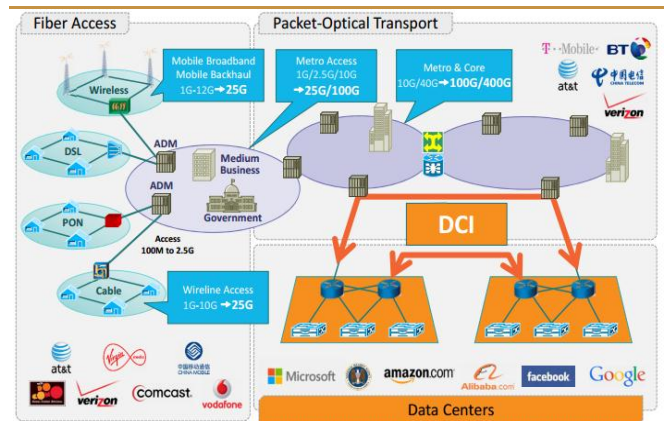 Fiber Access
Packet-Optical Transport
Mobile Broadband
Mobile Backhaul
1G-12G➔25G
Metro Access
1G/2.5G/10G
➔25G/100G
Metro & Core
10G/40G➔100G/400G
T··Mobile·
BT
at&t
中国电信
CHINA TELECOM
verizon
Wireless
DSL
ADM
ADM
Medium
Business
Government
PON
Access
100M to 2.5G
Cable
Wireline Access
1G-10G ➔25G
DCI
at&t
Virgin
media
中国移动通信
CHINA MOBILE
verizon
COMCAST
vodafone
Microsoft
amazon.com
Alibaba.com
facebook
Google
Data Centers